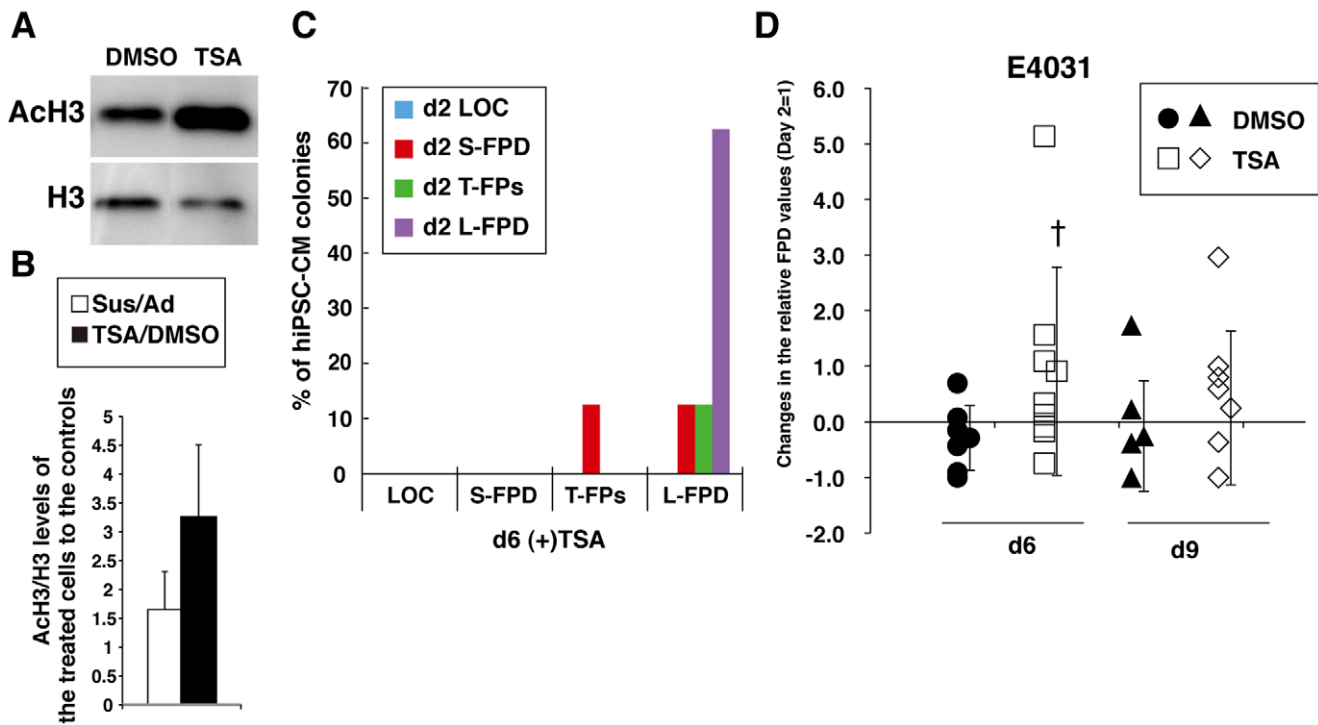 A
DMSO TSA
AcH3
H3
B
Sus/Ad
TSA/DMSO
AcH3/H3 levels of
the treated cells to the controls
5
4.5
4
3.5
3
2.5
2
1.5
1
0.5
0
C
% of hiPSC-CM colonies
70
60
50
40
30
20
10
0
d2 LOC
d2 S-FPD
d2 T-FPs
d2 L-FPD
LOC S-FPD T-FPs L-FPD
d6 (+)TSA
D
E4031
Changes in the relative FPD values (Day 2=1)
6.0
5.0
4.0
3.0
2.0
1.0
0.0
-1.0
-2.0
DMSO
TSA
†
d6 d9